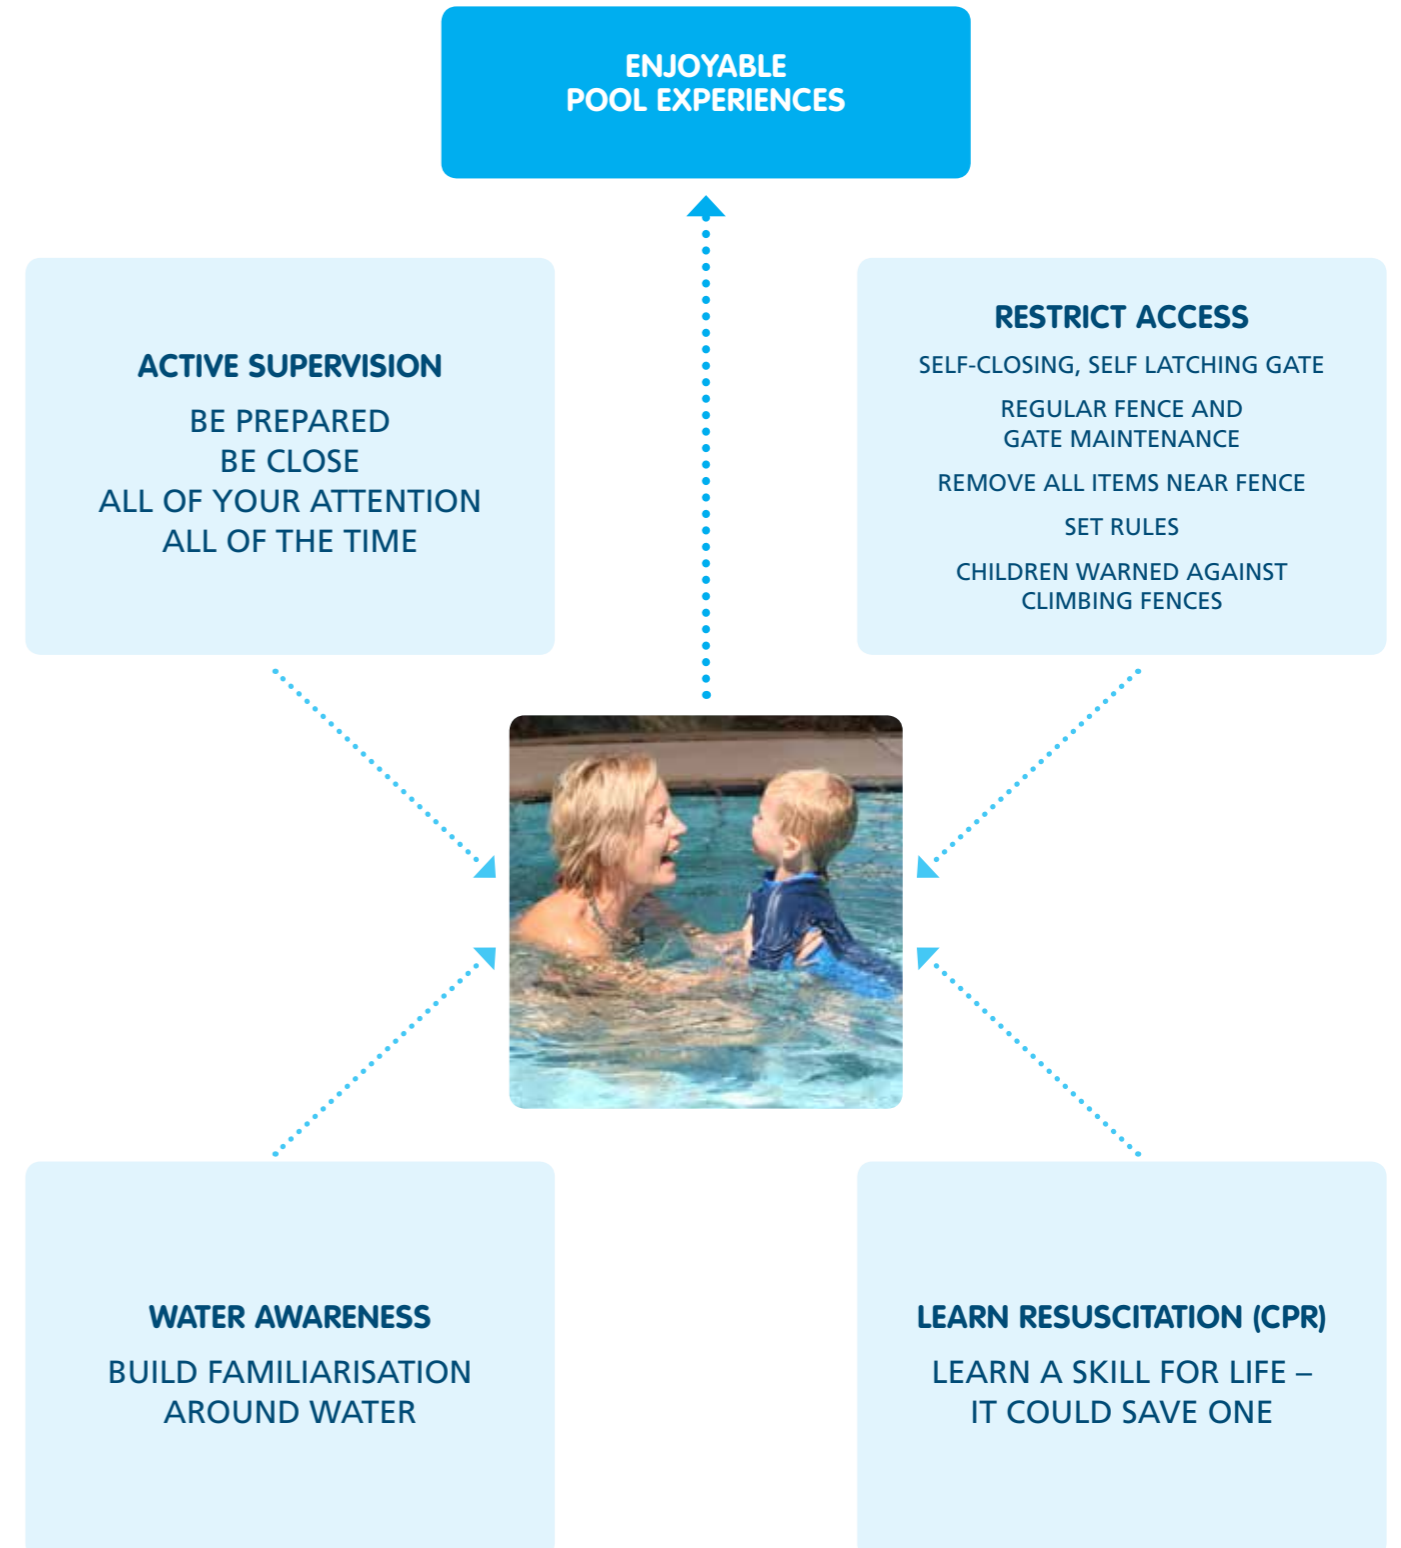 ENJOYABLE
POOL EXPERIENCES
ACTIVE SUPERVISION
BE PREPARED
BE CLOSE
ALL OF YOUR ATTENTION
ALL OF THE TIME
RESTRICT ACCESS
SELF-CLOSING, SELF LATCHING GATE
REGULAR FENCE AND
GATE MAINTENANCE
REMOVE ALL ITEMS NEAR FENCE
SET RULES
CHILDREN WARNED AGAINST
CLIMBING FENCES
WATER AWARENESS
BUILD FAMILIARISATION
AROUND WATER
LEARN RESUSCITATION (CPR)
LEARN A SKILL FOR LIFE –
IT COULD SAVE ONE